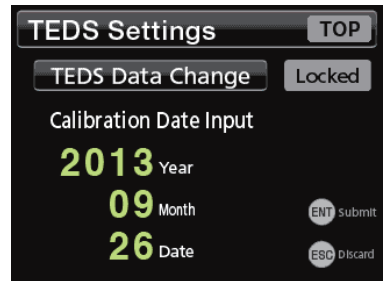 TEDS Settings TOP
TEDS Data Change Locked
Calibration Date Input
2013 Year
09 Month
ENT Submit
26 Date
ESC Discard